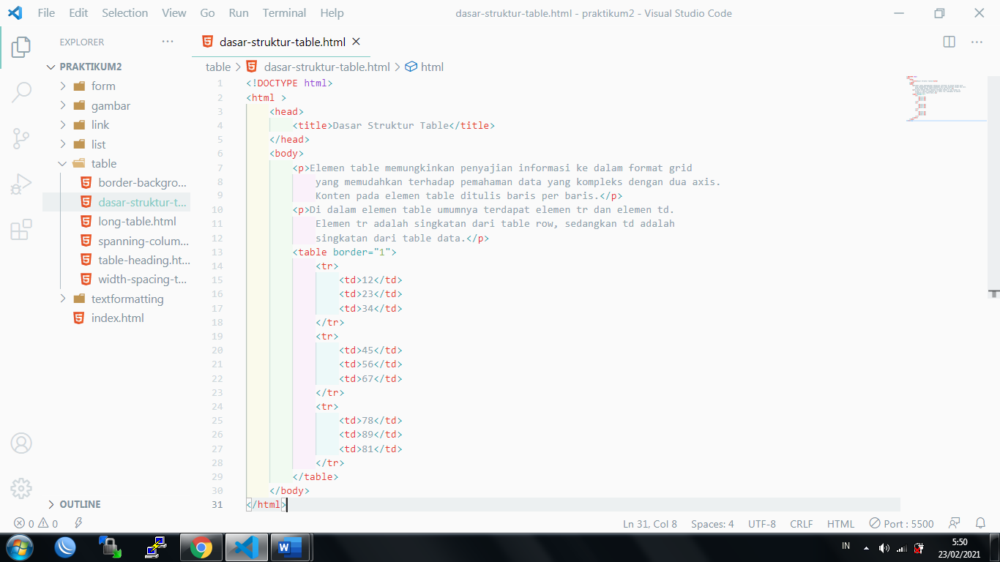 File Edit Selection View Go Run Terminal Help
dasar-struktur-table.html - praktikum2 - Visual Studio Code
EXPLORER
PRAKTIKUM2
form
gambar
link
list
table
border-backgro...
dasar-struktur-t...
long-table.html
spanning-colum...
table-heading.ht...
width-spacing-t...
textformatting
index.html
OUTLINE
dasar-struktur-table.html
table > dasar-struktur-table.html > html
1 <!DOCTYPE html>
2 <html >
3 <head>
4 <title>Dasar Struktur Table</title>
5 </head>
6 <body>
7 <p>Elemen table memungkinkan penyajian informasi ke dalam format grid
8 yang memudahkan terhadap pemahaman data yang kompleks dengan dua axis.
9 Konten pada elemen table ditulis baris per baris.</p>
10 <p>Di dalam elemen table umumnya terdapat elemen tr dan elemen td.
11 Elemen tr adalah singkatan dari table row, sedangkan td adalah
12 singkatan dari table data.</p>
13 <table border="1">
14 <tr>
15 <td>12</td>
16 <td>23</td>
17 <td>34</td>
18 </tr>
19 <tr>
20 <td>45</td>
21 <td>56</td>
22 <td>67</td>
23 </tr>
24 <tr>
25 <td>78</td>
26 <td>89</td>
27 <td>81</td>
28 </tr>
29 </table>
30 </body>
31 </html>
0 0
Ln 31, Col 8 Spaces: 4 UTF-8 CRLF HTML Port : 5500
IN
5:50
23/02/2021